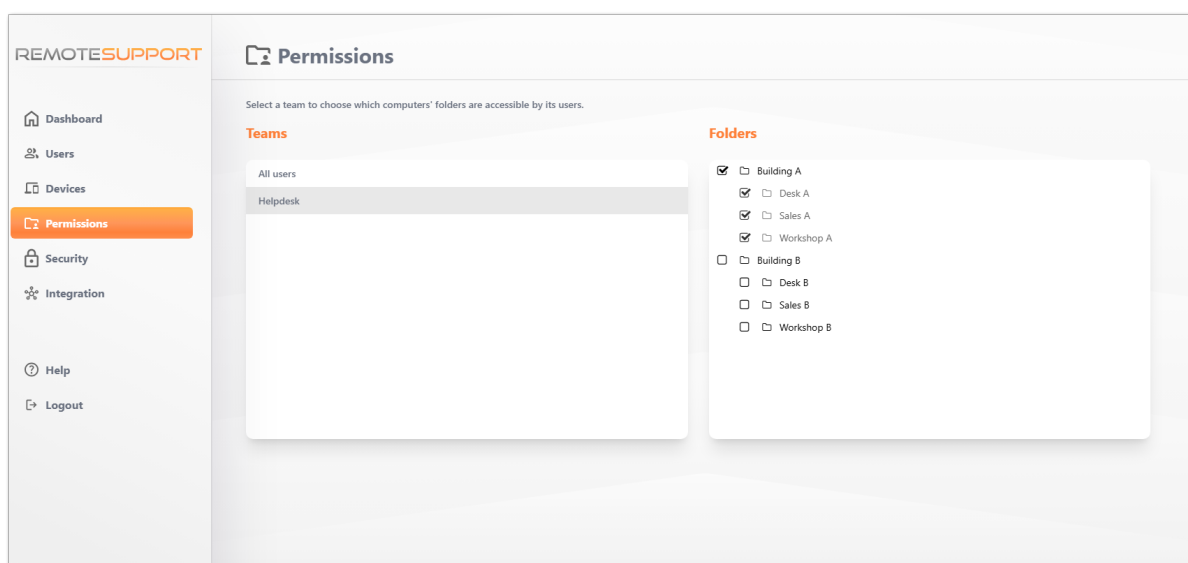 REMOTESUPPORT
Permissions
Dashboard
Users
Devices
Permissions
Security
Integration
Help
Logout
Select a team to choose which computers' folders are accessible by its users.
Teams
All users
Helpdesk
Folders
Building A
Desk A
Sales A
Workshop A
Building B
Desk B
Sales B
Workshop B